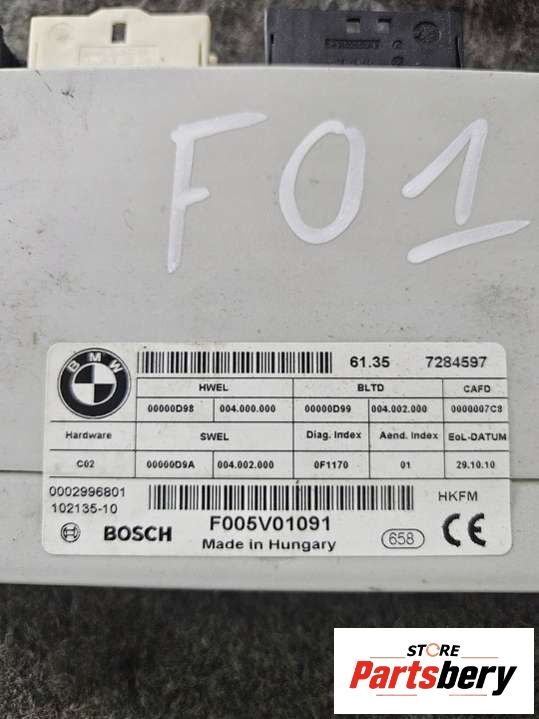 F01
BMW
61.35 7284597
HWEL BLTD CAFD
00000D98 004.000.000 00000D99 004.002.000 0000007C8
Hardware SWEL Diag. Index Aend. Index EoL-DATUM
C02 00000D9A 004.002.000 0F1170 01 29.10.10
0002996801
102135-10
HKFM
BOSCH F005V01091 658 CE
Made in Hungary
STORE
Partsbery